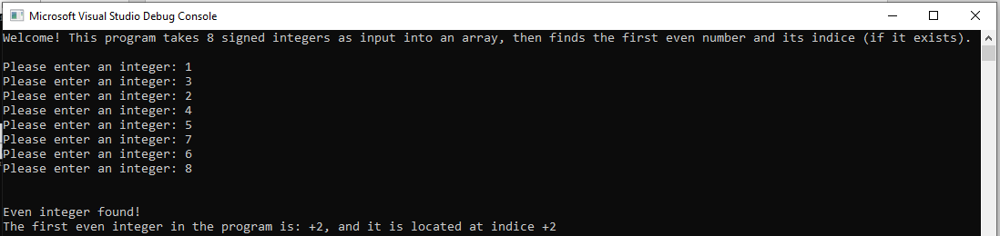 Microsoft Visual Studio Debug Console
Welcome! This program takes 8 signed integers as input into an array, then finds the first even number and its indice (if it exists).
Please enter an integer: 1
Please enter an integer: 3
Please enter an integer: 2
Please enter an integer: 4
Please enter an integer: 5
Please enter an integer: 7
Please enter an integer: 6
Please enter an integer: 8
Even integer found!
The first even integer in the program is: +2, and it is located at indice +2